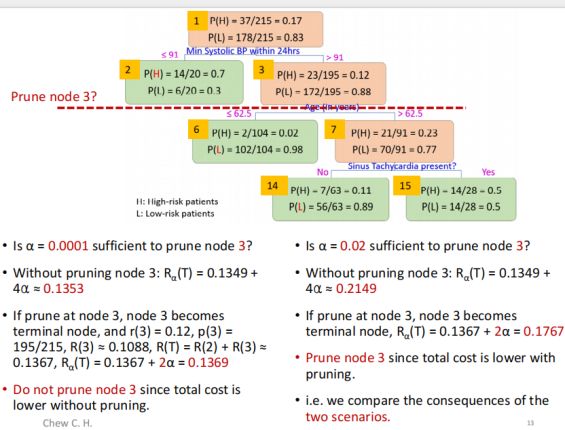 1 P(H) = 37/215 = 0.17
P(L) = 178/215 = 0.83
≤ 91 Min Systolic BP within 24hrs > 91
2 P(H) = 14/20 = 0.7
P(L) = 6/20 = 0.3
3 P(H) = 23/195 = 0.12
P(L) = 172/195 = 0.88
Prune node 3?
≤ 62.5 Age (in years) > 62.5
6 P(H) = 2/104 = 0.02
P(L) = 102/104 = 0.98
7 P(H) = 21/91 = 0.23
P(L) = 70/91 = 0.77
Sinus Tachycardia present?
No Yes
14 P(H) = 7/63 = 0.11
P(L) = 56/63 = 0.89
15 P(H) = 14/28 = 0.5
P(L) = 14/28 = 0.5
H: High-risk patients
L: Low-risk patients
• Is α = 0.0001 sufficient to prune node 3?
• Without pruning node 3: Rα(T) = 0.1349 +
4α ≈ 0.1353
• If prune at node 3, node 3 becomes
terminal node, and r(3) = 0.12, p(3) =
195/215, R(3) ≈ 0.1088, R(T) = R(2) + R(3) ≈
0.1367, Rα(T) = 0.1367 + 2α = 0.1369
• Do not prune node 3 since total cost is
lower without pruning.
• Is α = 0.02 sufficient to prune node 3?
• Without pruning node 3: Rα(T) = 0.1349 +
4α ≈ 0.2149
• If prune at node 3, node 3 becomes
terminal node, Rα(T) = 0.1367 + 2α = 0.1767
• Prune node 3 since total cost is lower with
pruning.
• i.e. we compare the consequences of the
two scenarios.
Chew C. H.
13